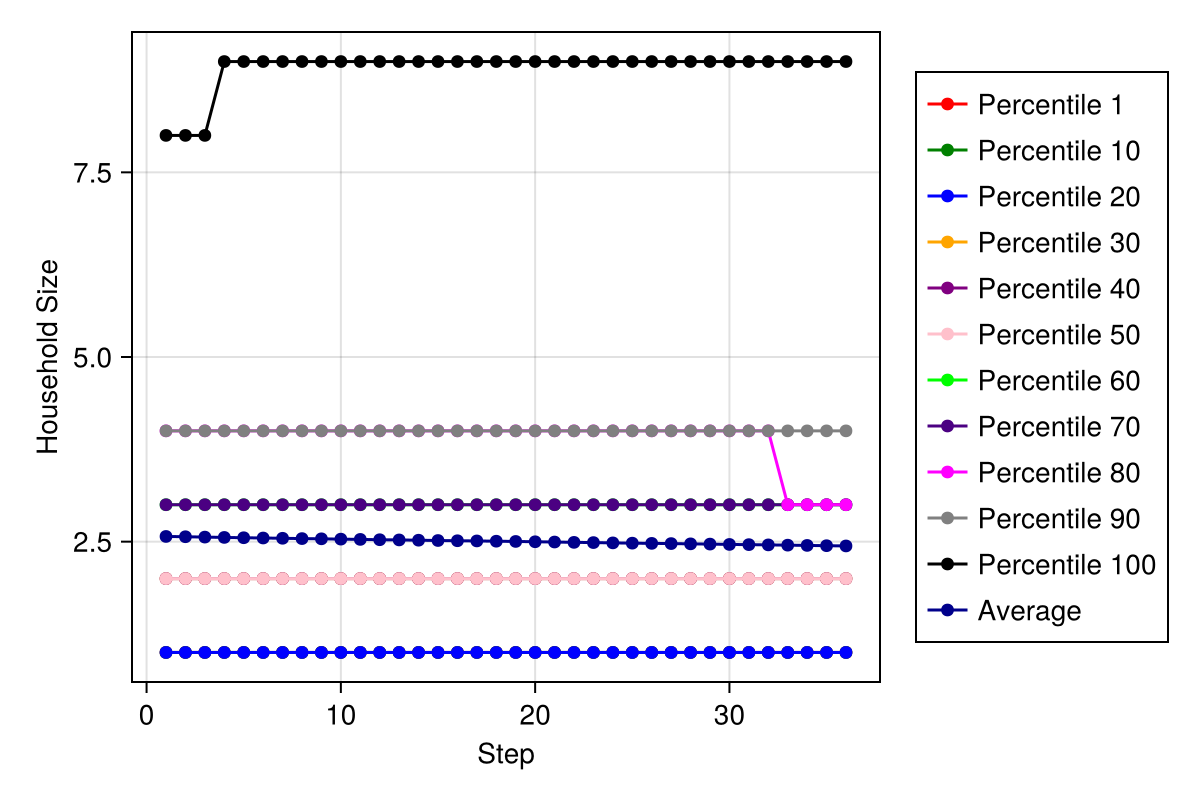 7.5
5.0
2.5
Household Size
0
10
20
30
Step
Percentile 1
Percentile 10
Percentile 20
Percentile 30
Percentile 40
Percentile 50
Percentile 60
Percentile 70
Percentile 80
Percentile 90
Percentile 100
Average